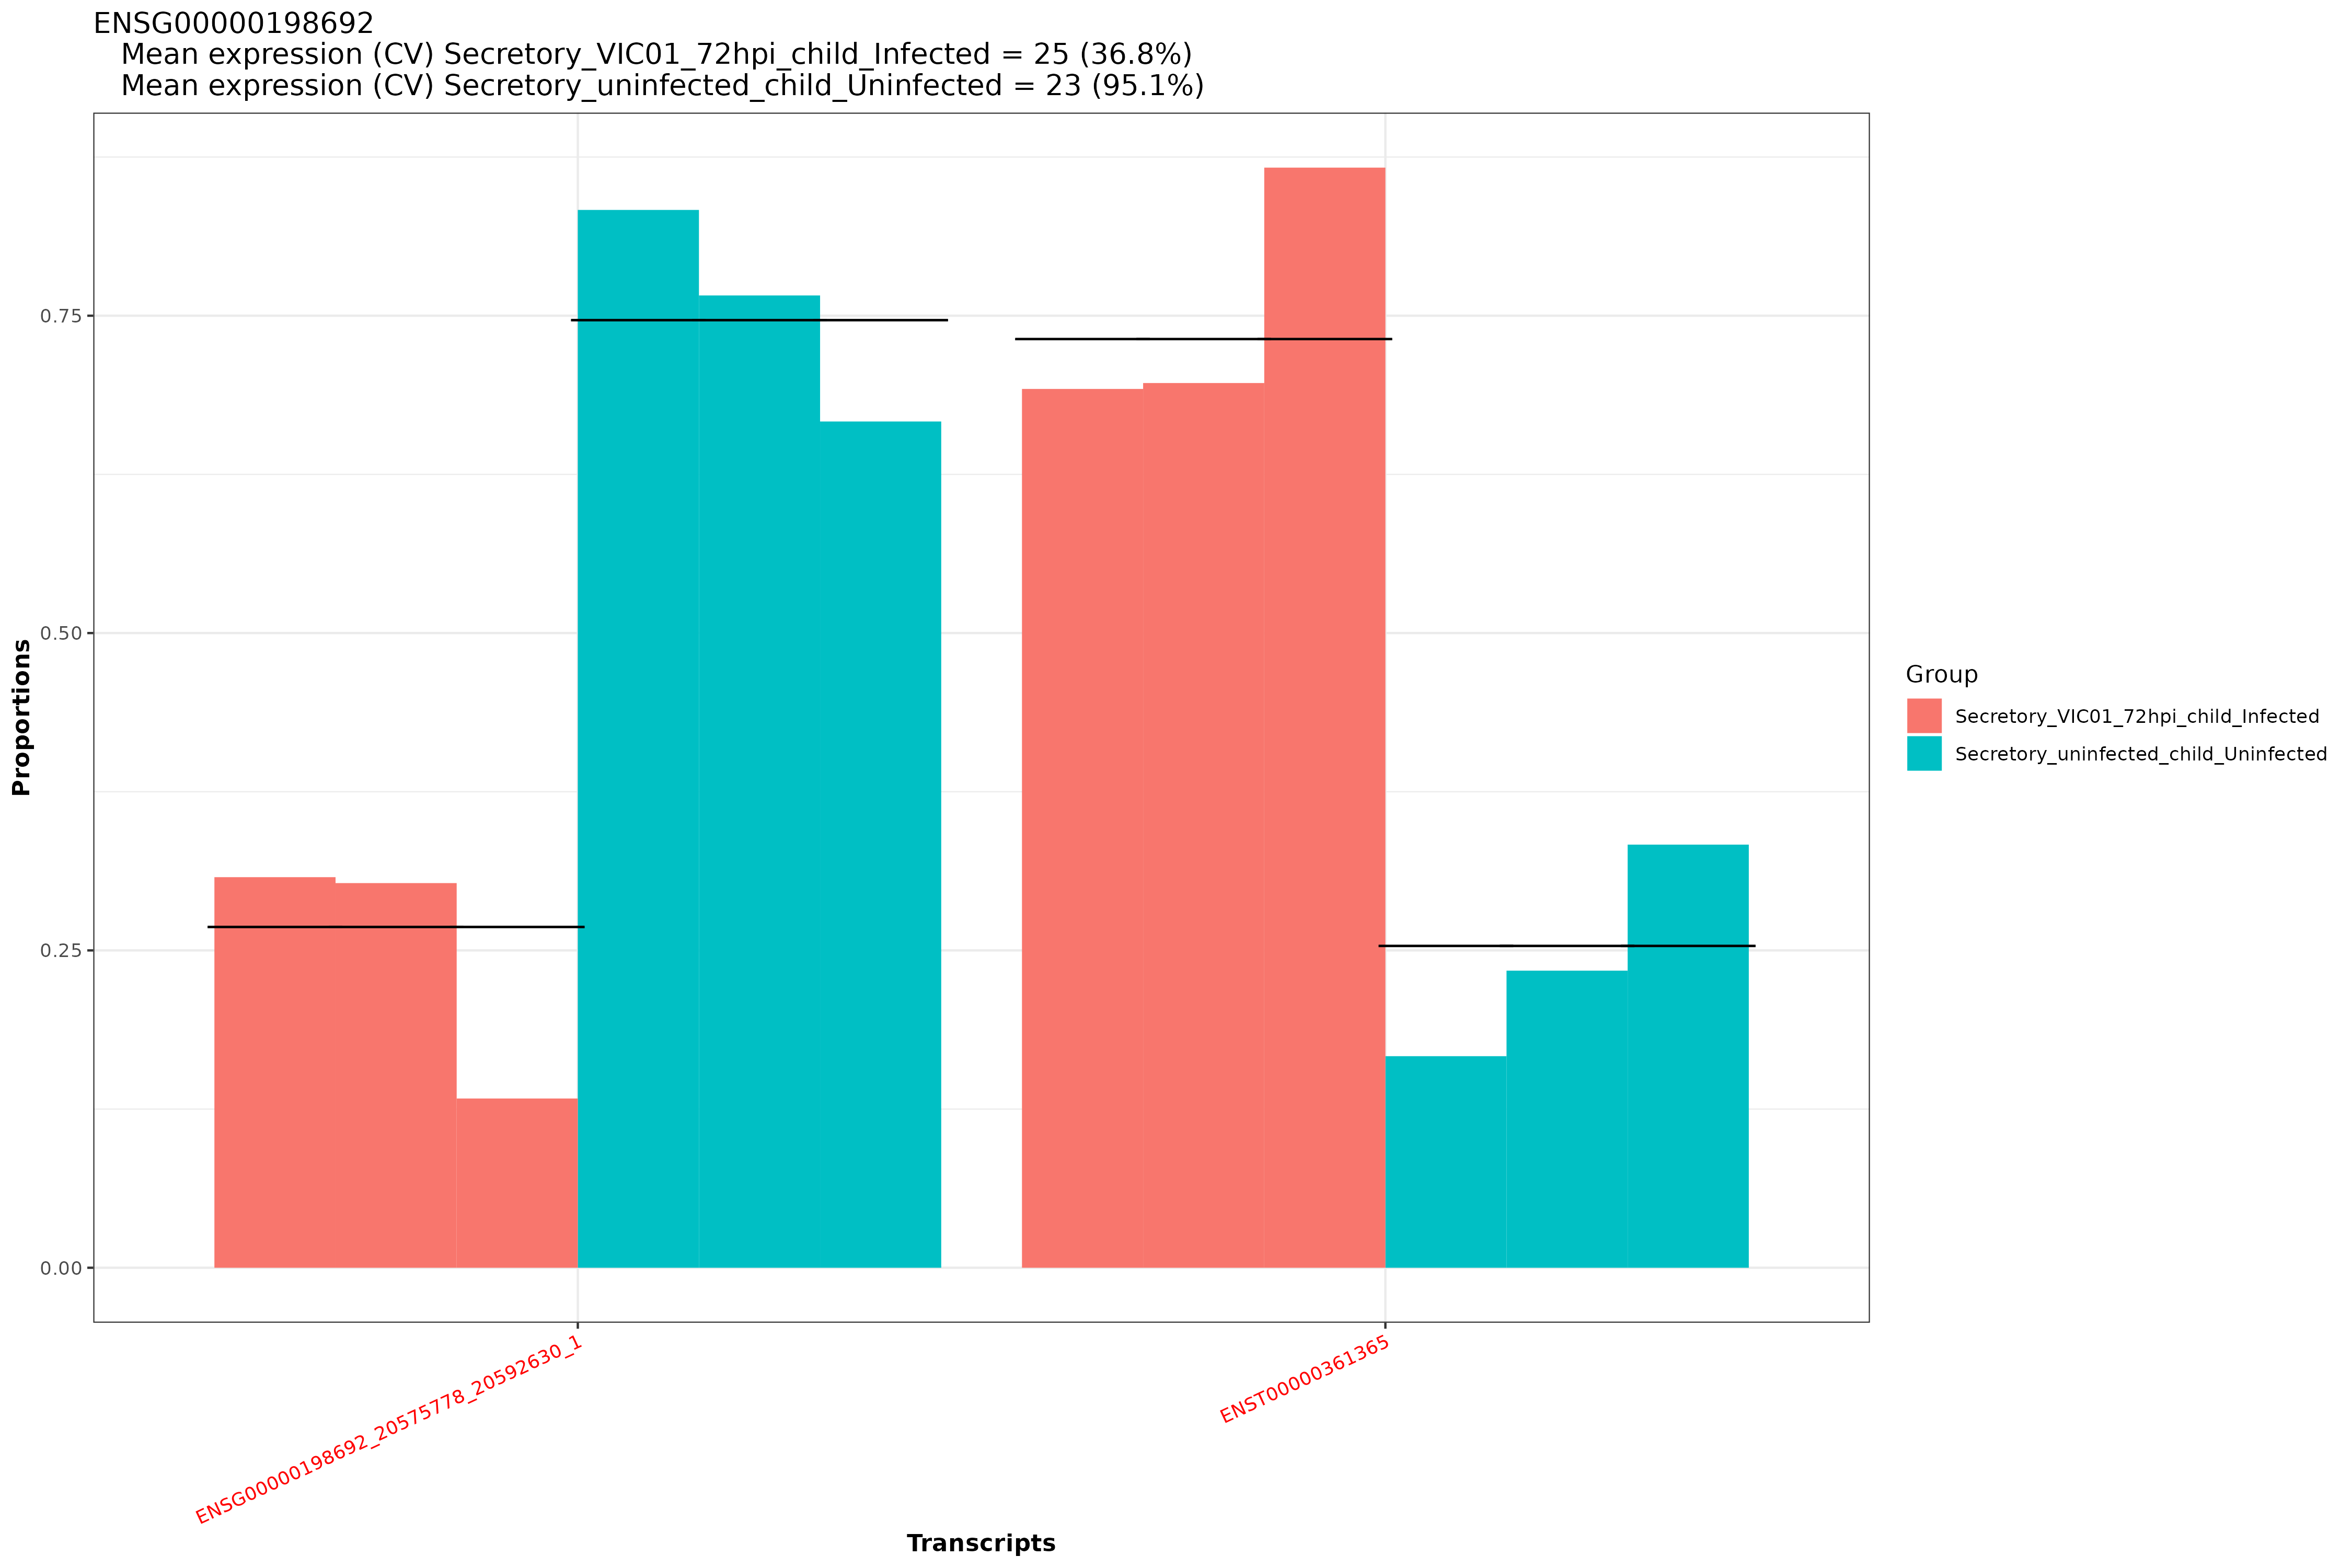 ENSG00000198692
Mean expression (CV) Secretory_VIC01_72hpi_child_Infected = 25 (36.8%)
Mean expression (CV) Secretory_uninfected_child_Uninfected = 23 (95.1%)
Proportions
0.75
0.50
0.25
0.00
ENSG00000198692_20575778_20592630_1
ENST00000361365
Transcripts
Group
Secretory_VIC01_72hpi_child_Infected
Secretory_uninfected_child_Uninfected